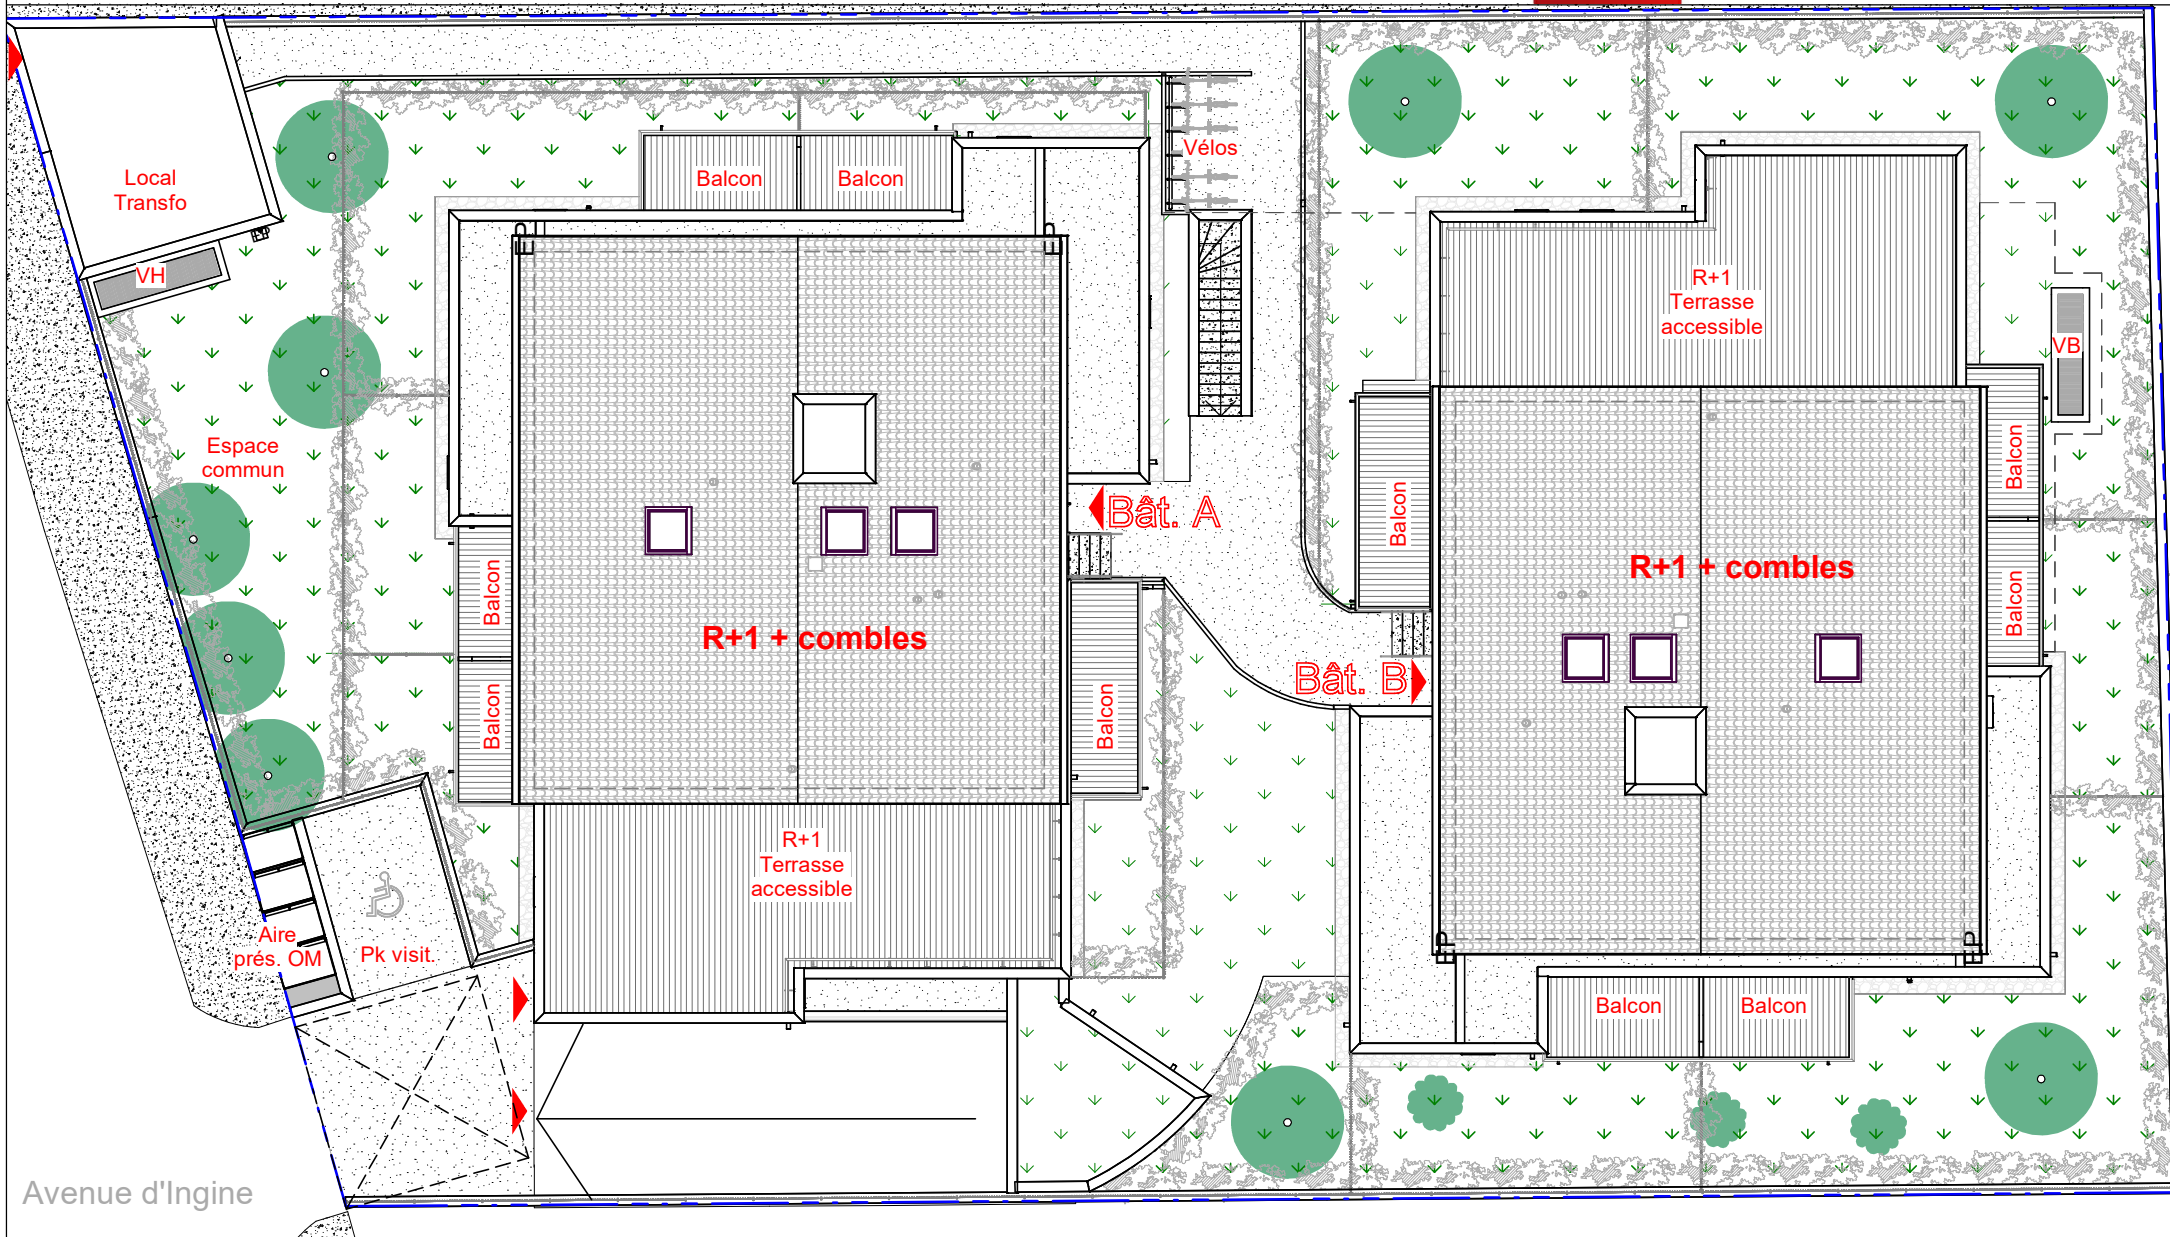 Local
Transfo
VH
Balcon
Balcon
Vélos
R+1
Terrasse
accessible
VB
Espace
commun
Balcon
Balcon
Bât. A
Balcon
Balcon
R+1 + combles
R+1 + combles
Balcon
Bât. B
Balcon
Balcon
R+1
Terrasse
accessible
Aire
prés. OM
Pk visit.
Balcon
Balcon
Avenue d'Ingine